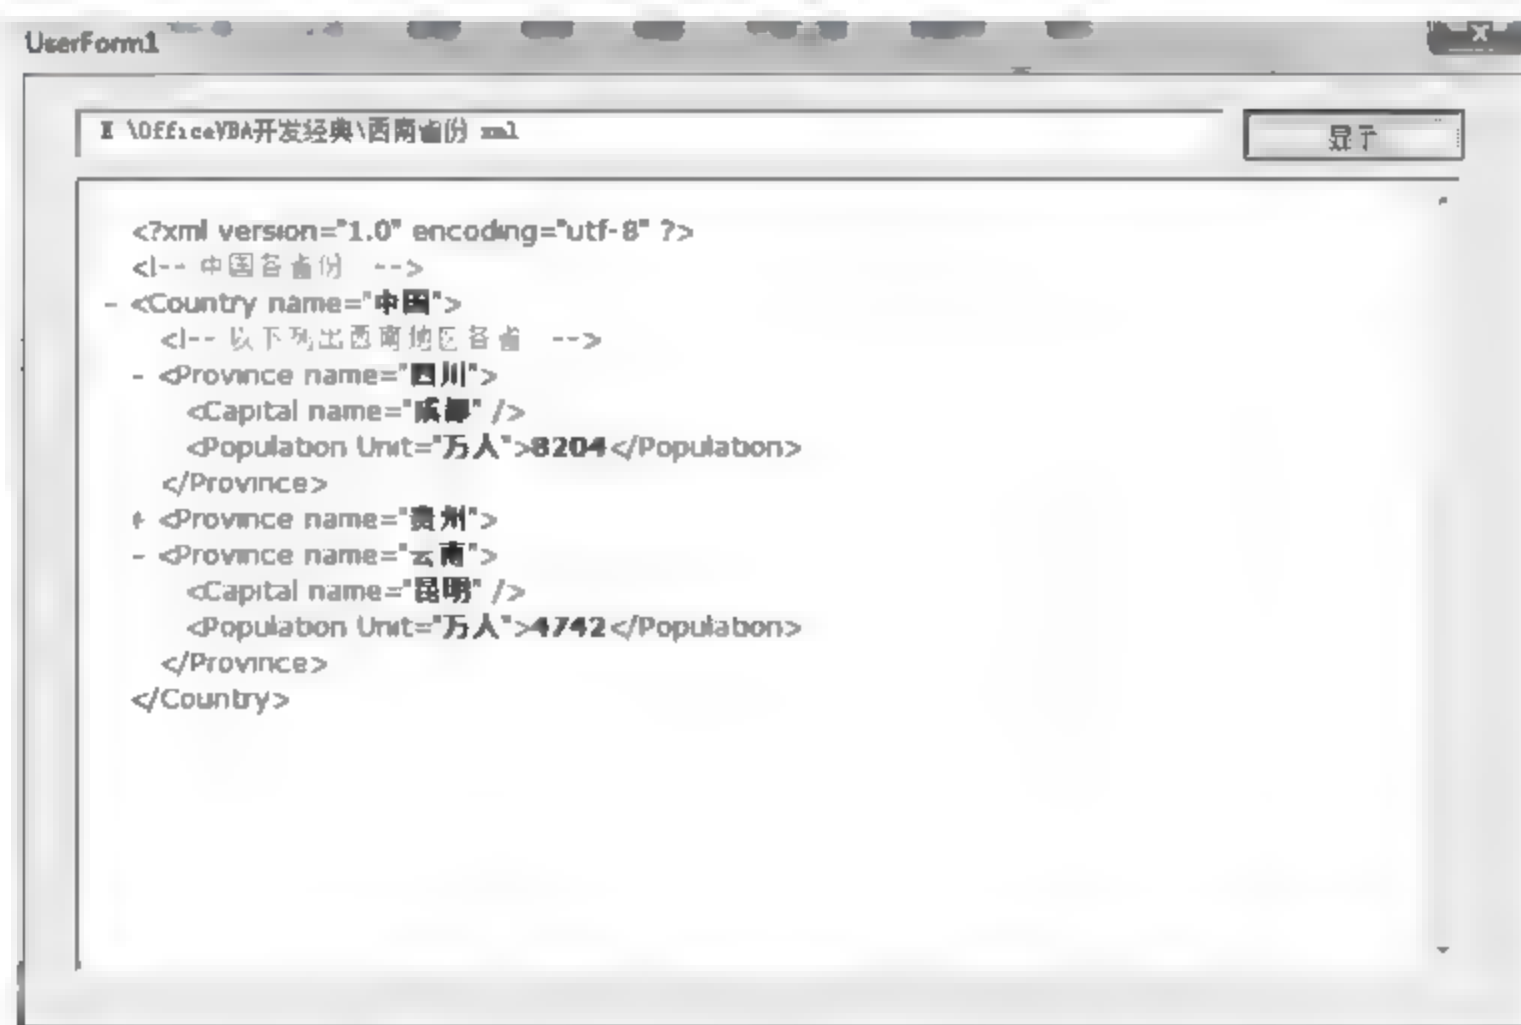 UserForm1
E:\OfficeVBA开发经典\西南省份.xml
显示
<?xml version="1.0" encoding="utf-8" ?>
<!-- 中国各省份 -->
- <Country name="中国">
<!-- 以下列出西南地区各省 -->
- <Province name="四川">
<Capital name="成都" />
<Population Unit="万人">8204</Population>
</Province>
+ <Province name="贵州">
- <Province name="云南">
<Capital name="昆明" />
<Population Unit="万人">4742</Population>
</Province>
</Country>